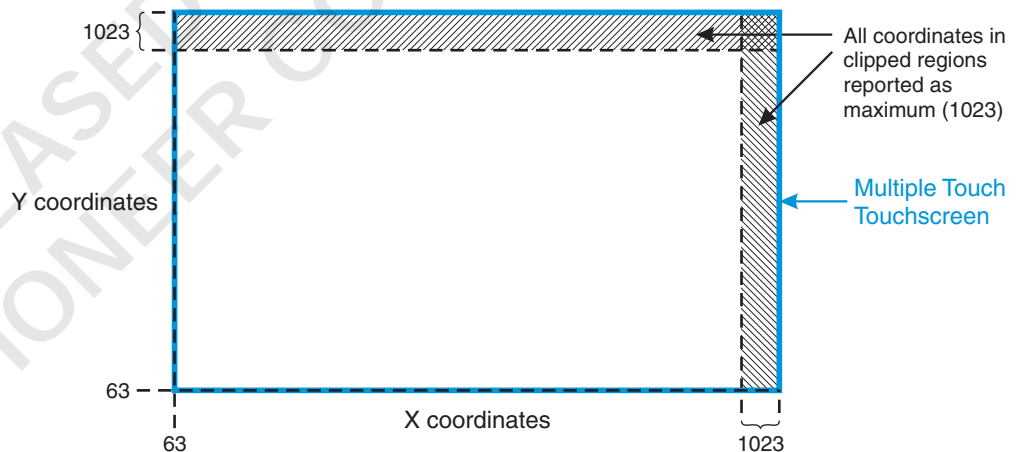 1023
All coordinates in
clipped regions
reported as
maximum (1023)
Y coordinates
Multiple Touch
Touchscreen
63
X coordinates
63
1023